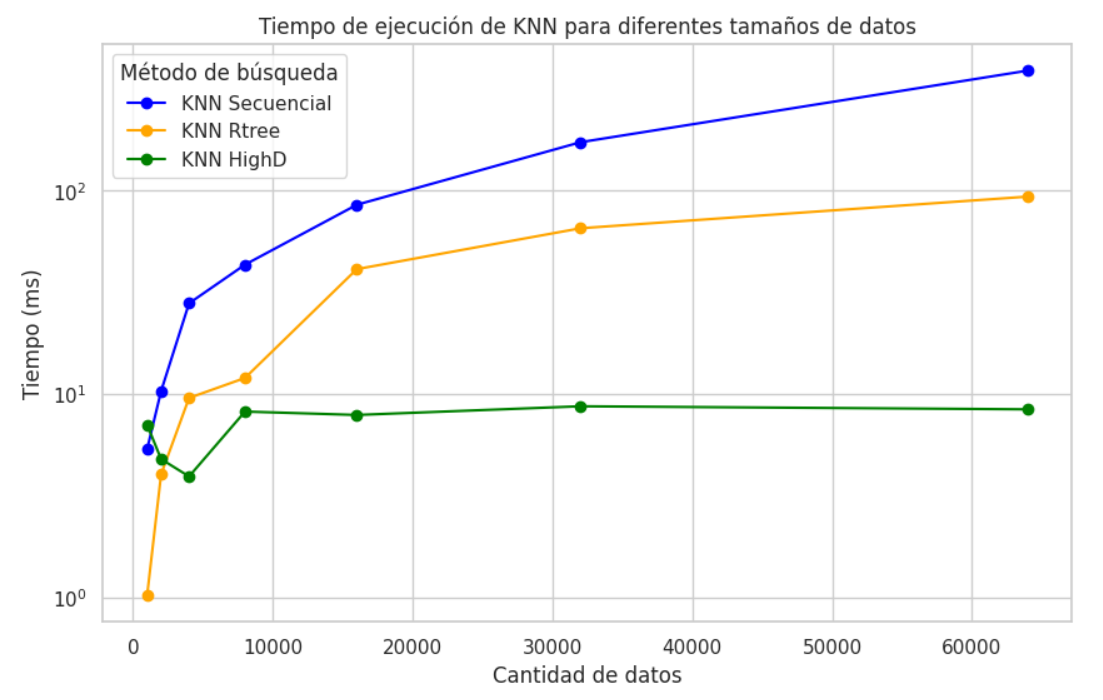 Tiempo de ejecución de KNN para diferentes tamaños de datos
Método de búsqueda
KNN Secuencial
KNN Rtree
KNN HighD
Tiempo (ms)
10²
10¹
10⁰
0 10000 20000 30000 40000 50000 60000
Cantidad de datos